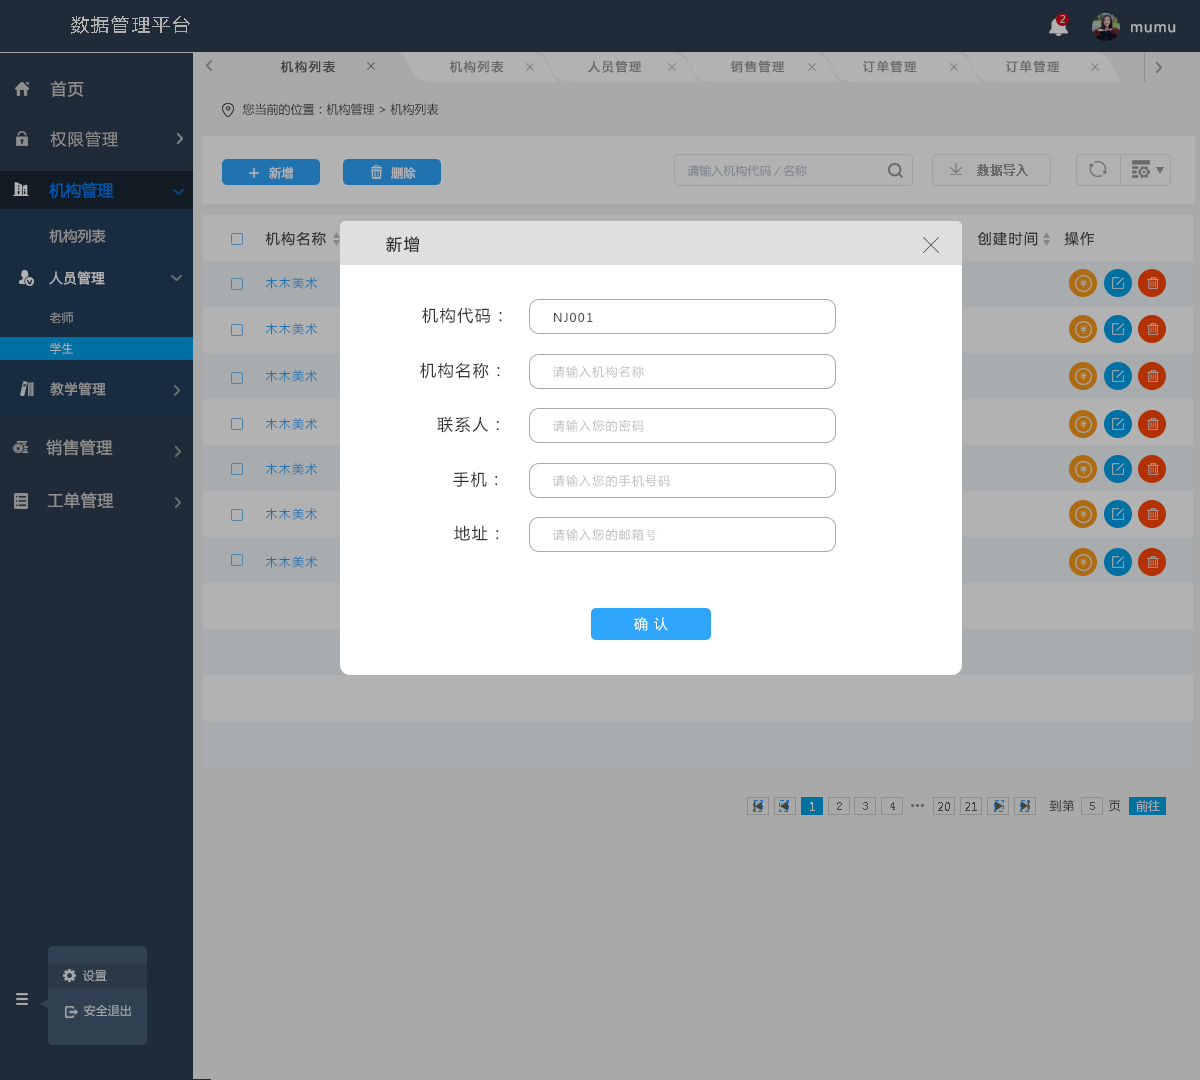 数据管理平台
2
mumu
首页
权限管理
机构管理
机构列表
人员管理
老师
学生
教学管理
销售管理
工单管理
设置
安全退出
机构列表 机构列表 人员管理 销售管理 订单管理 订单管理
您当前的位置：机构管理 > 机构列表
+ 新增 删除 请输入机构代码 / 名称 数据导入
机构名称 创建时间 操作
木木美术
木木美术
木木美术
木木美术
木木美术
木木美术
木木美术
新增
机构代码： NJ001
机构名称： 请输入机构名称
联系人： 请输入您的密码
手机： 请输入您的手机号码
地址： 请输入您的邮箱号
确 认
1 2 3 4 ··· 20 21 到第 5 页 前往